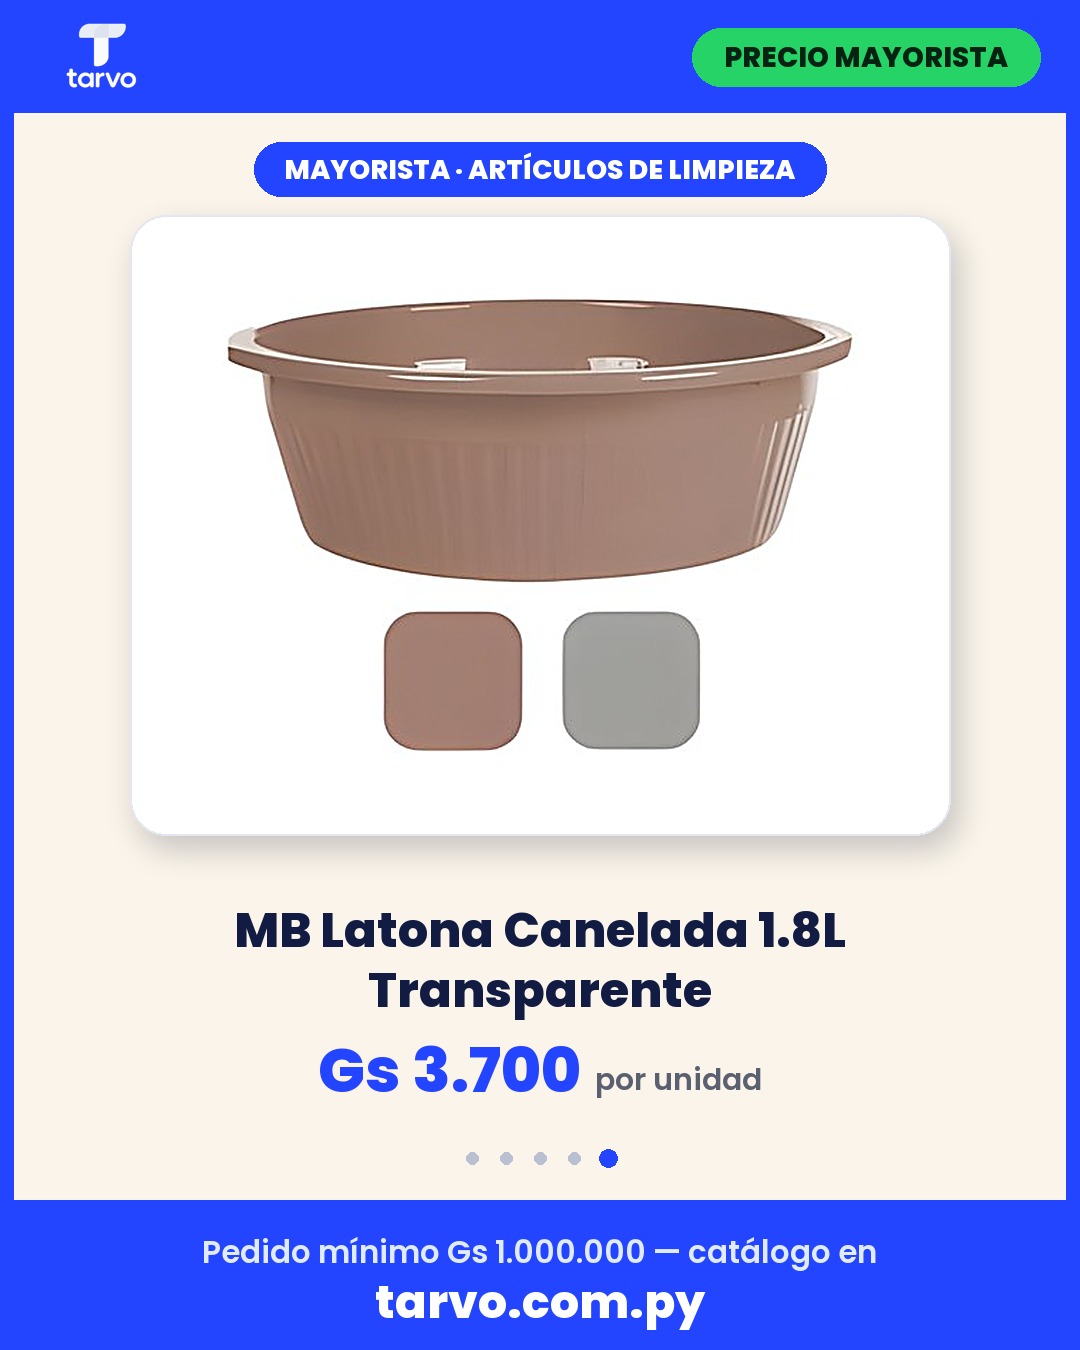 tarvo
PRECIO MAYORISTA
MAYORISTA · ARTÍCULOS DE LIMPIEZA
MB Latona Canelada 1.8L
Transparente
Gs 3.700 por unidad
Pedido mínimo Gs 1.000.000 — catálogo en
tarvo.com.py